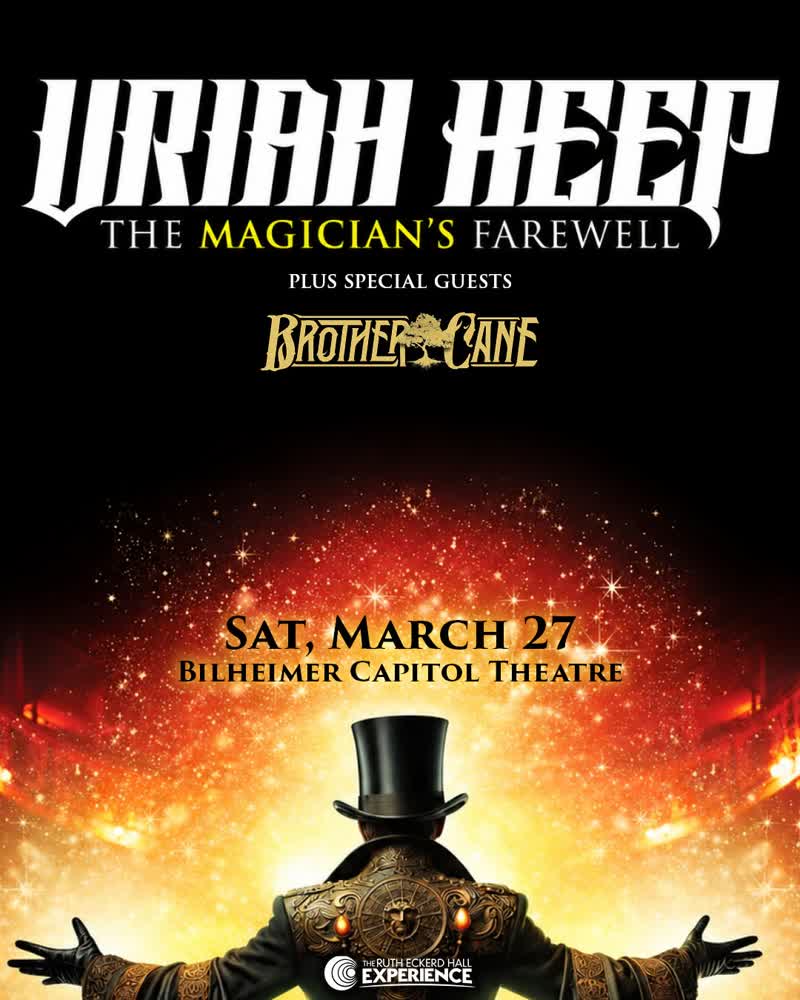 URIAH HEEP
THE MAGICIAN'S FAREWELL
PLUS SPECIAL GUESTS
BROTHER CANE
SAT, MARCH 27
BILHEIMER CAPITOL THEATRE
THE RUTH ECKERD HALL
EXPERIENCE